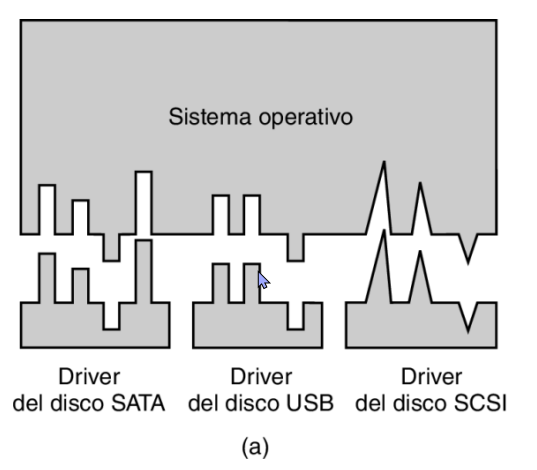 Sistema operativo
Driver
del disco SATA
Driver
del disco USB
Driver
del disco SCSI
(a)